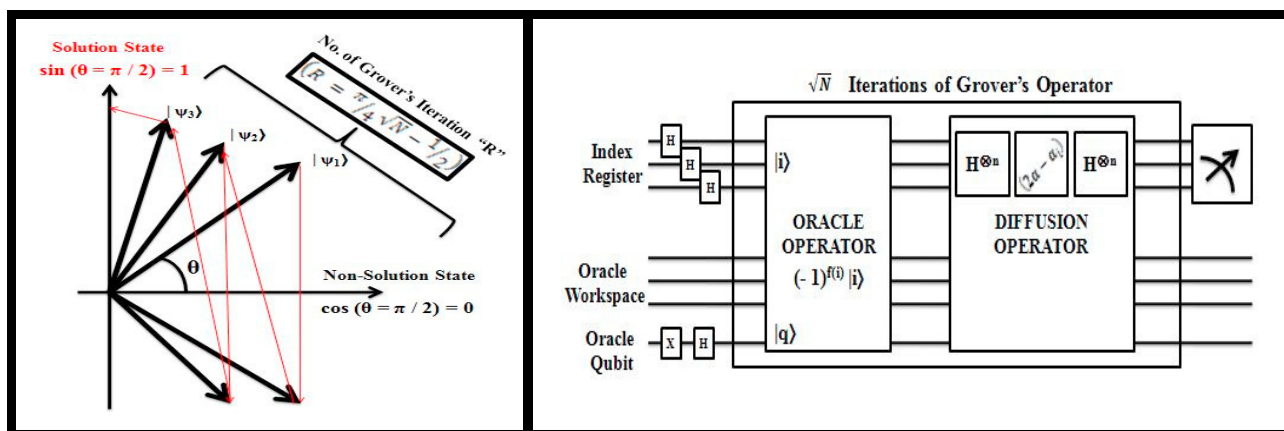 Solution State
sin (θ = π / 2) = 1
No. of Grover's Iteration "R"
(R = π/4 √N − 1/2)
| ψ3⟩
| ψ2⟩
|ψ1⟩
θ
Non-Solution State
cos (θ = π / 2) = 0
√N Iterations of Grover's Operator
Index
Register
H
H
H
|i⟩
ORACLE
OPERATOR
(- 1)^f(i) |i⟩
|q⟩
H^⊗n
(2α − αi)
H^⊗n
DIFFUSION
OPERATOR
Oracle
Workspace
Oracle
Qubit
X
H